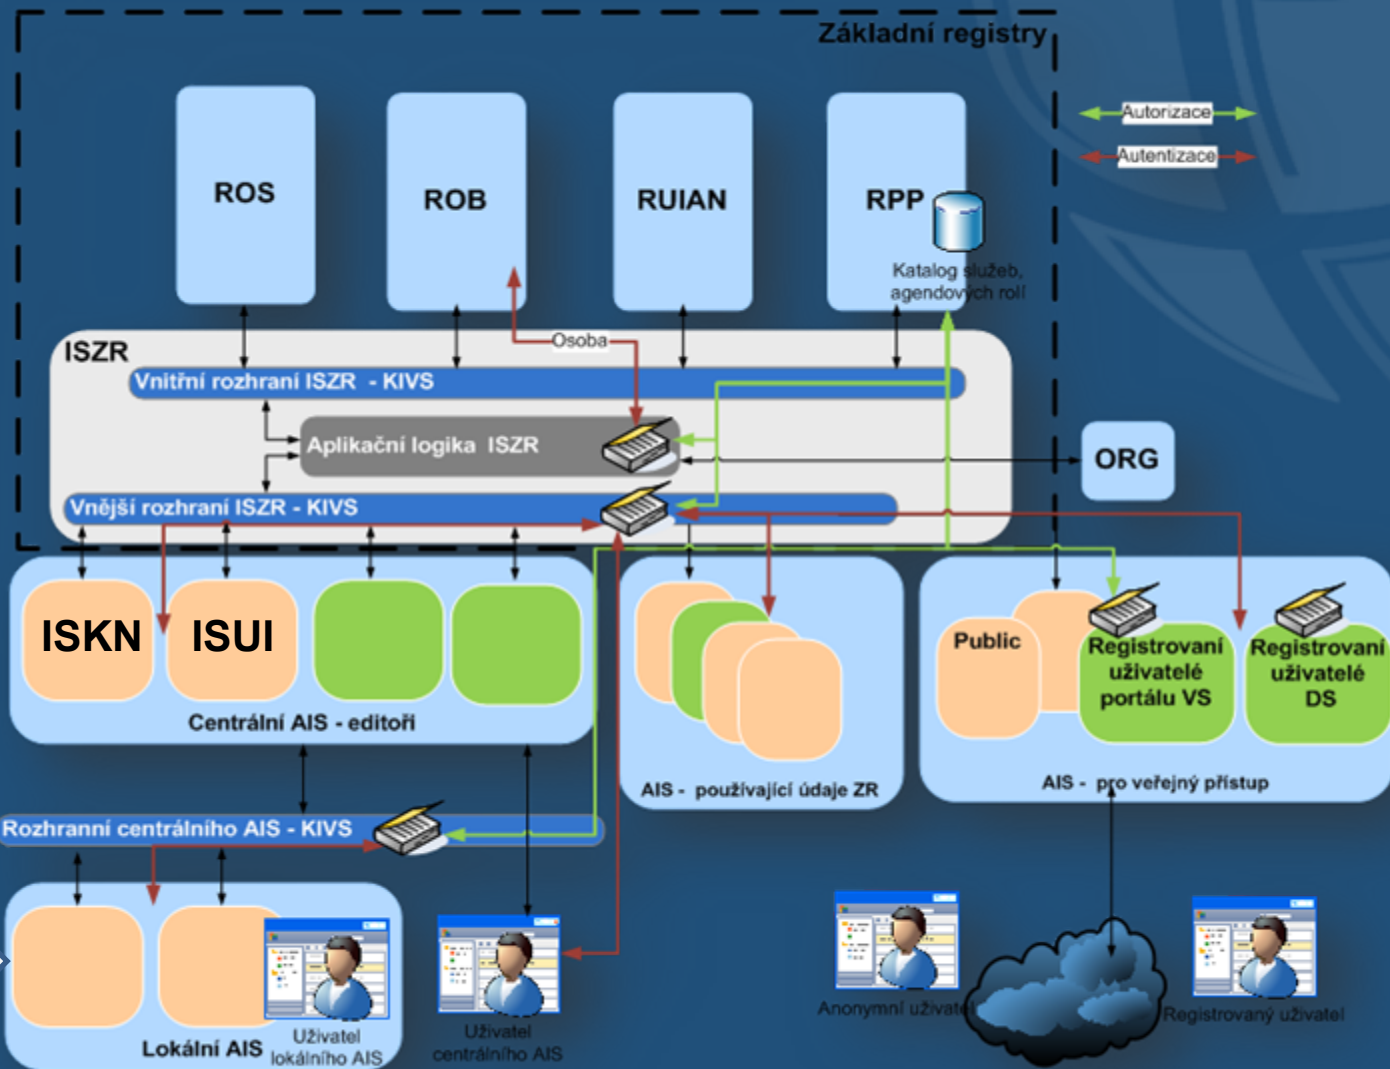 Základní registry
Autorizace
Autentizace
ROS
ROB
RUIAN
RPP
Katalog služeb,
agendových rolí
ISZR
Osoba
Vnitřní rozhraní ISZR - KIVS
Aplikační logika ISZR
ORG
Vnější rozhraní ISZR - KIVS
ISKN
ISUI
Public
Registrovaní
uživatelé
portálu VS
Registrovaní
uživatelé
DS
Centrální AIS - editoři
AIS - používající údaje ZR
AIS - pro veřejný přístup
Rozhranní centrálního AIS - KIVS
Lokální AIS
Uživatel
lokálního AIS
Uživatel
centrálního AIS
Anonymní uživatel
Registrovaný uživatel